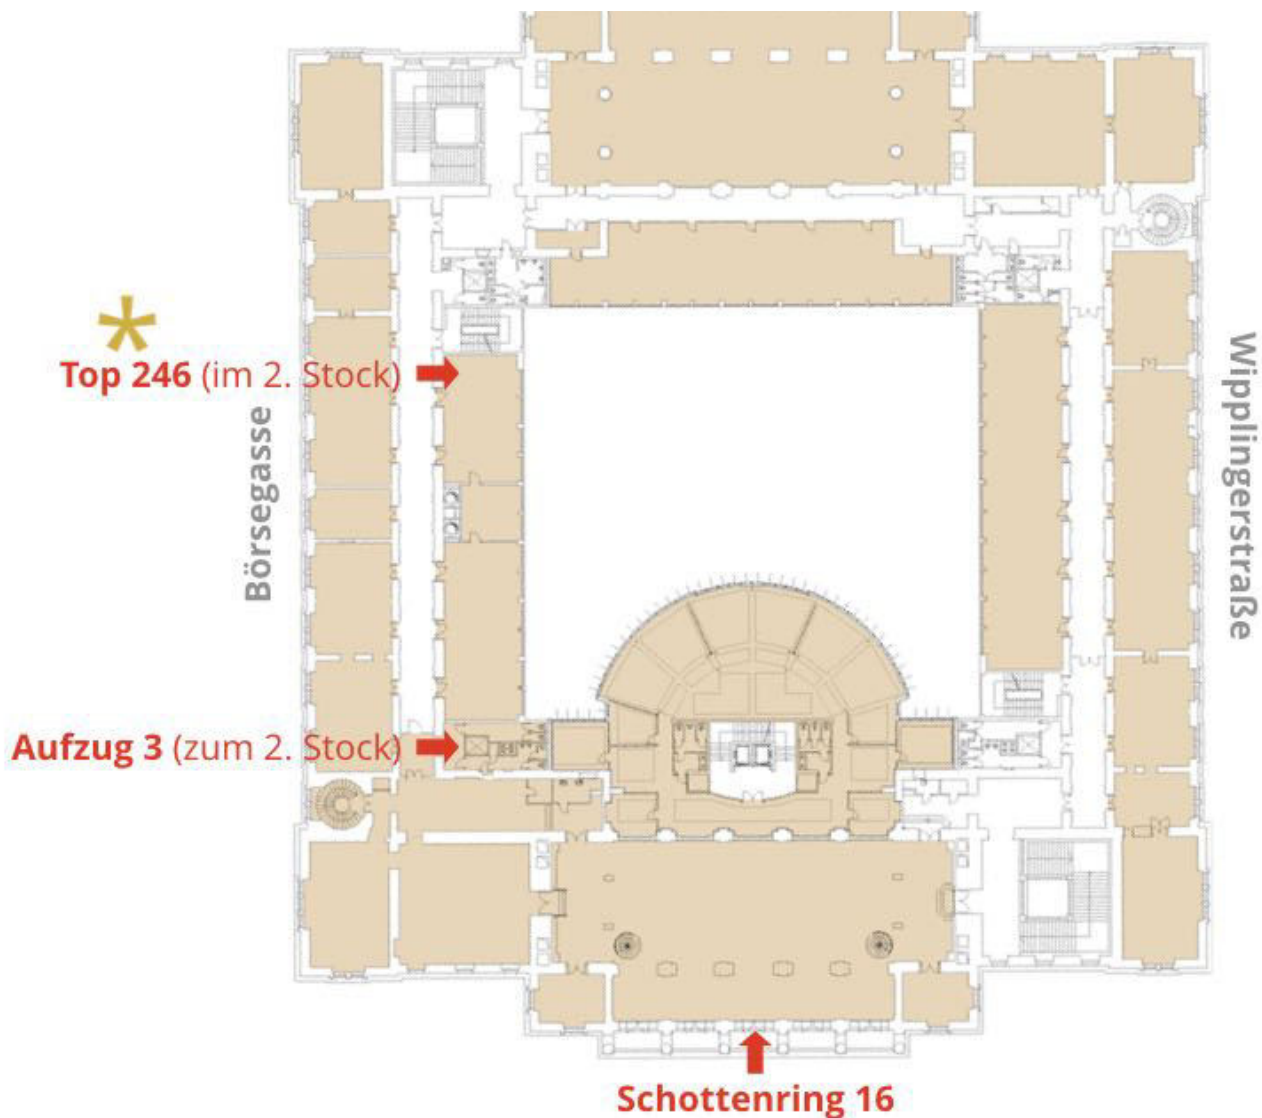 Top 246 (im 2. Stock)
Börsegasse
Wipplingerstraße
Aufzug 3 (zum 2. Stock)
Schottenring 16